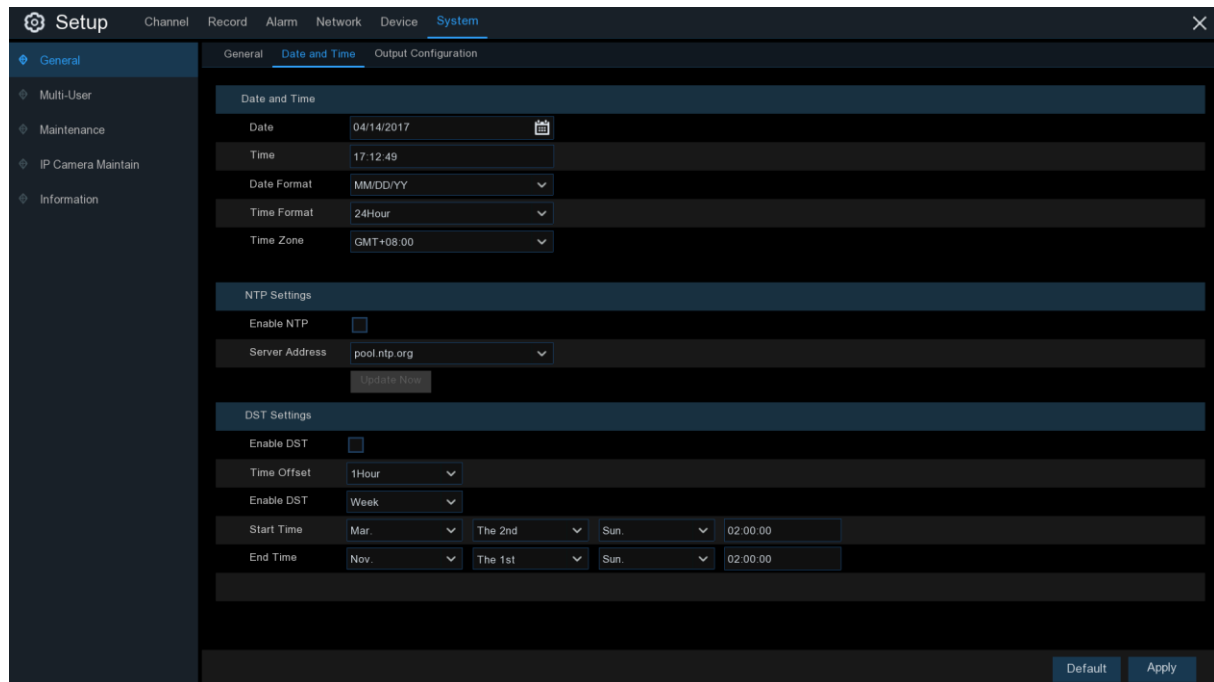 Setup Channel Record Alarm Network Device System
General Date and Time Output Configuration
General
Multi-User
Maintenance
IP Camera Maintain
Information
Date and Time
Date 04/14/2017
Time 17:12:49
Date Format MM/DD/YY
Time Format 24Hour
Time Zone GMT+08:00
NTP Settings
Enable NTP
Server Address pool.ntp.org
Update Now
DST Settings
Enable DST
Time Offset 1Hour
Enable DST Week
Start Time Mar. The 2nd Sun. 02:00:00
End Time Nov. The 1st Sun. 02:00:00
Default Apply